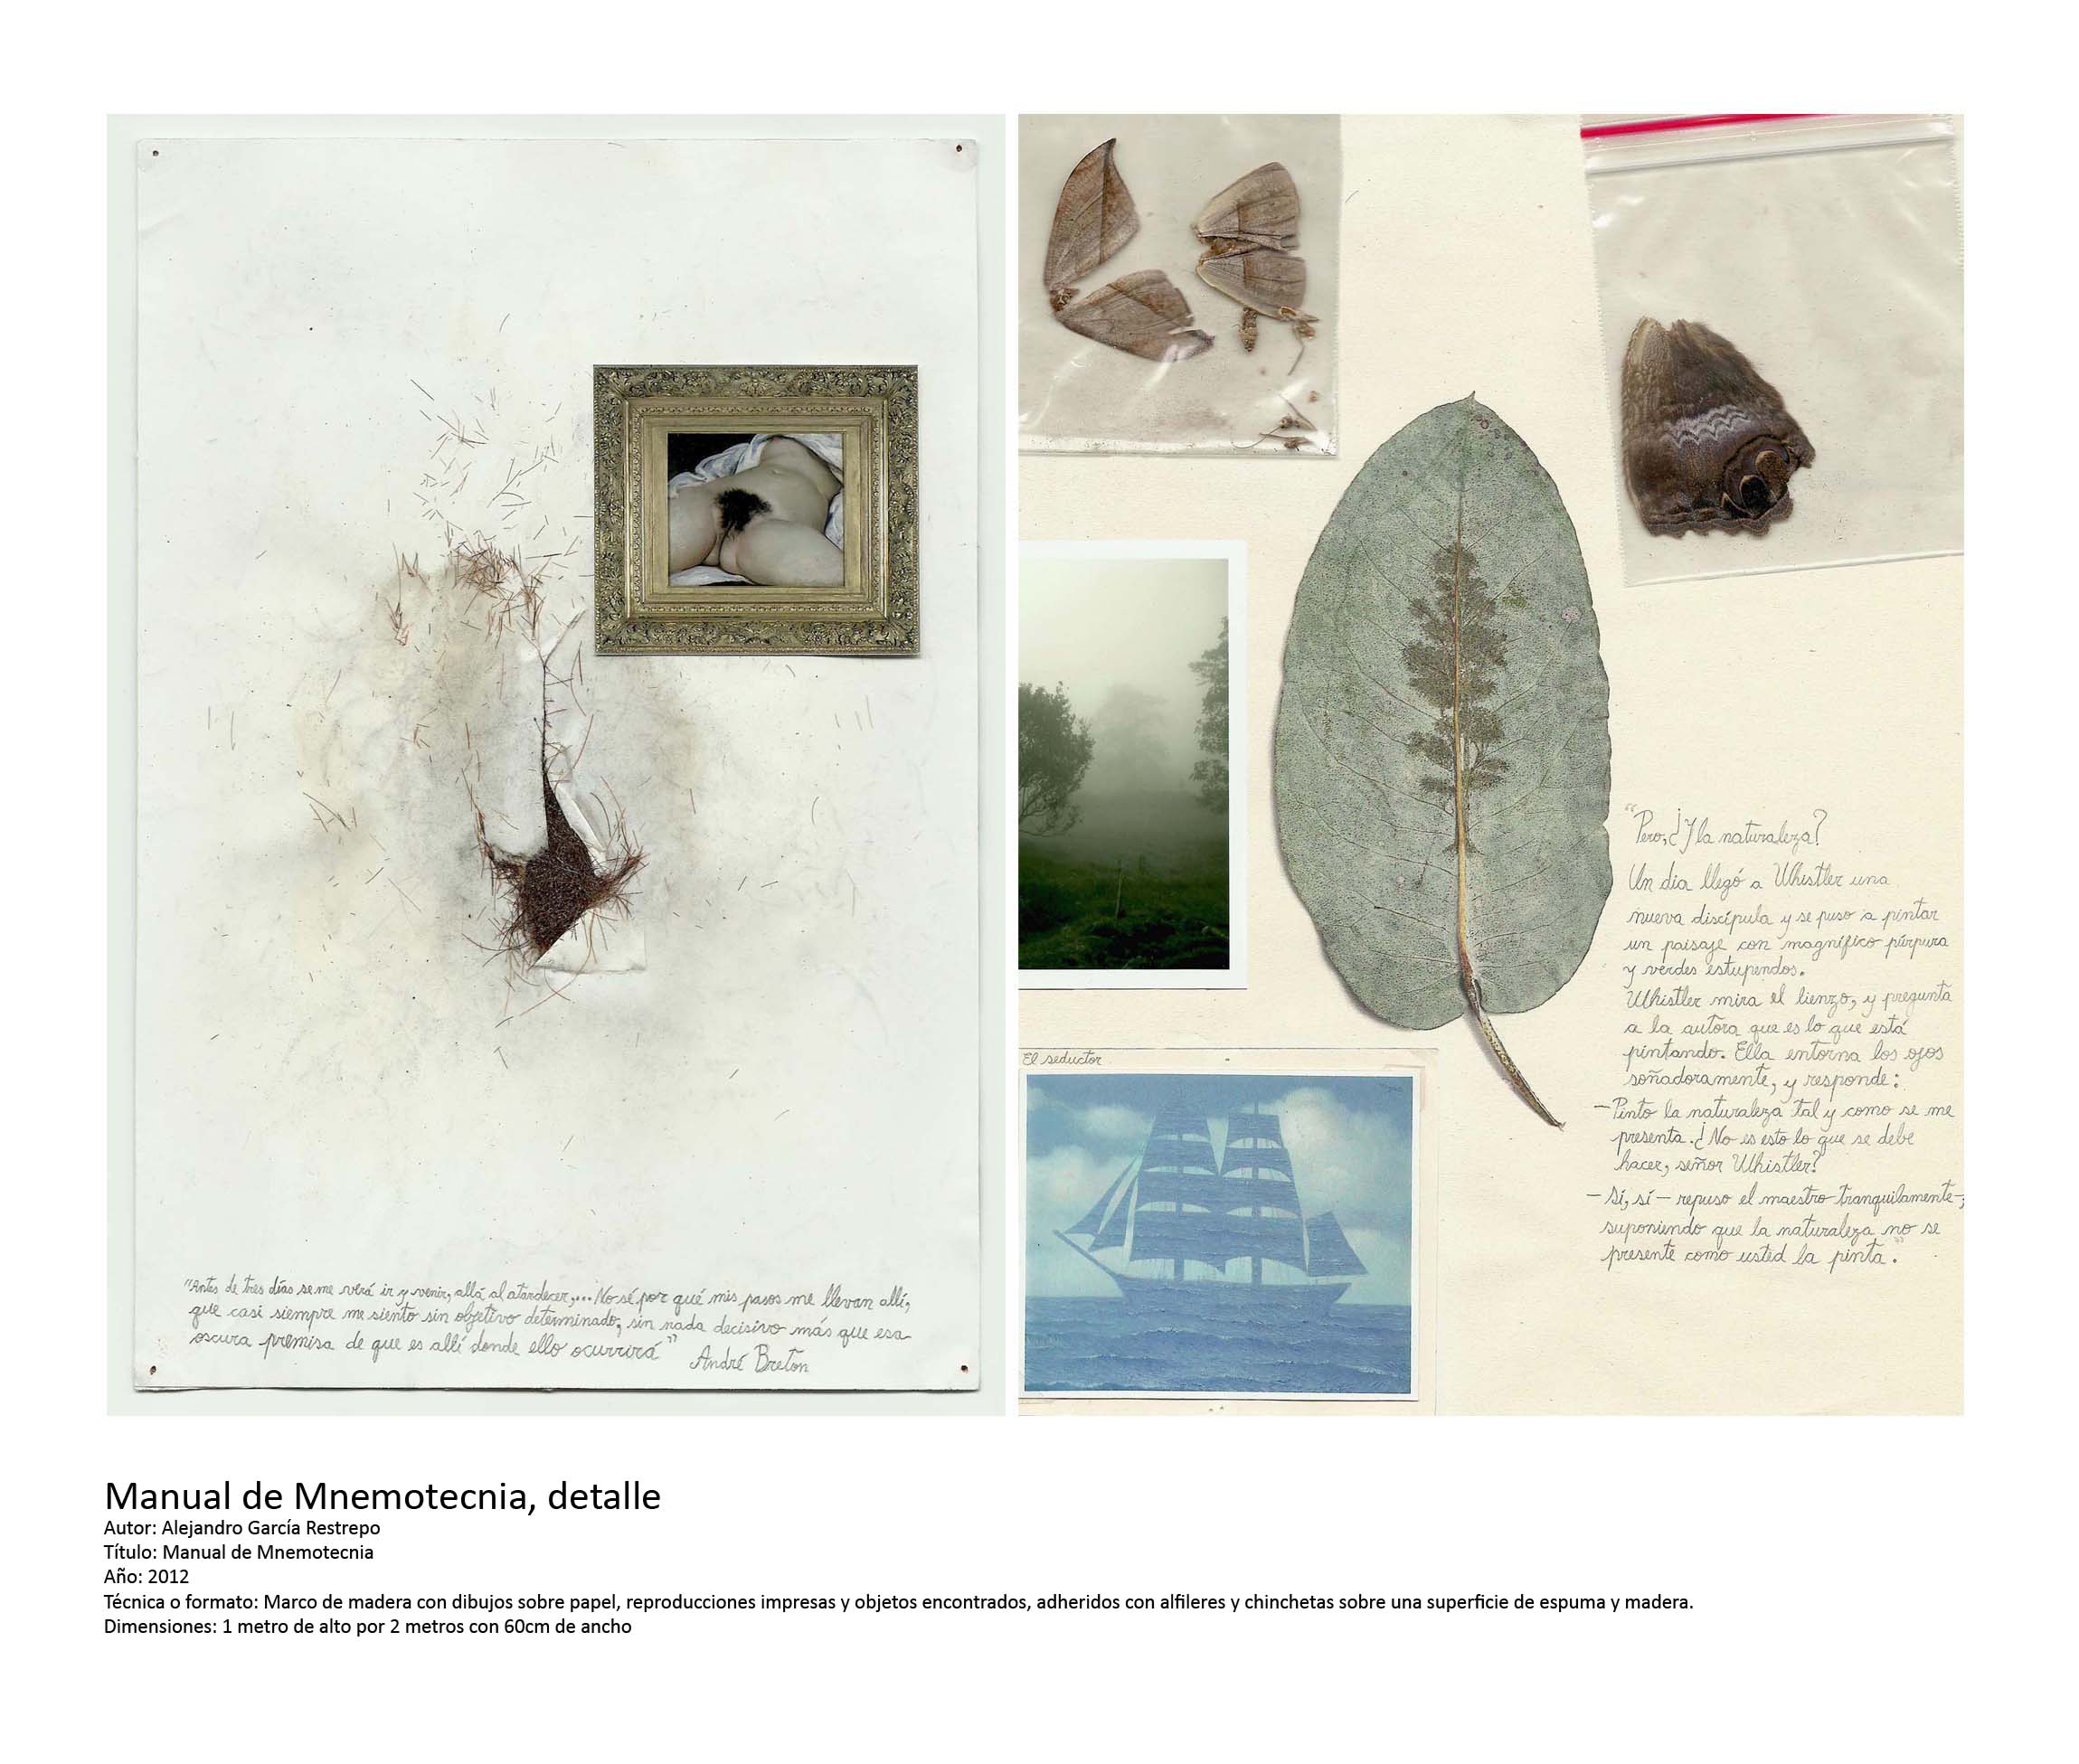 "Antes de tres días se me verá ir y venir, allá al atardecer,... No sé por qué mis pasos me llevan allí,
que casi siempre me siento sin objetivo determinado, sin nada decisivo más que esa
oscura premisa de que es allí donde ello ocurrirá" André Breton
El seductor
"Pero, ¿Y la naturaleza?
Un dia llegó a Whistler una
nueva discípula y se puso a pintar
un paisaje con magnífico púrpura
y verdes estupendos.
Whistler mira el lienzo, y pregunta
a la autora que es lo que está
pintando. Ella entorna los ojos
soñadoramente, y responde:
—Pinto la naturaleza tal y como se me
presenta. ¿No es esto lo que se debe
hacer, señor Whistler?
—Sí, sí— repuso el maestro tranquilamente—,
suponiendo que la naturaleza no se
presente como usted la pinta."
Manual de Mnemotecnia, detalle
Autor: Alejandro García Restrepo
Título: Manual de Mnemotecnia
Año: 2012
Técnica o formato: Marco de madera con dibujos sobre papel, reproducciones impresas y objetos encontrados, adheridos con alfileres y chinchetas sobre una superficie de espuma y madera.
Dimensiones: 1 metro de alto por 2 metros con 60cm de ancho